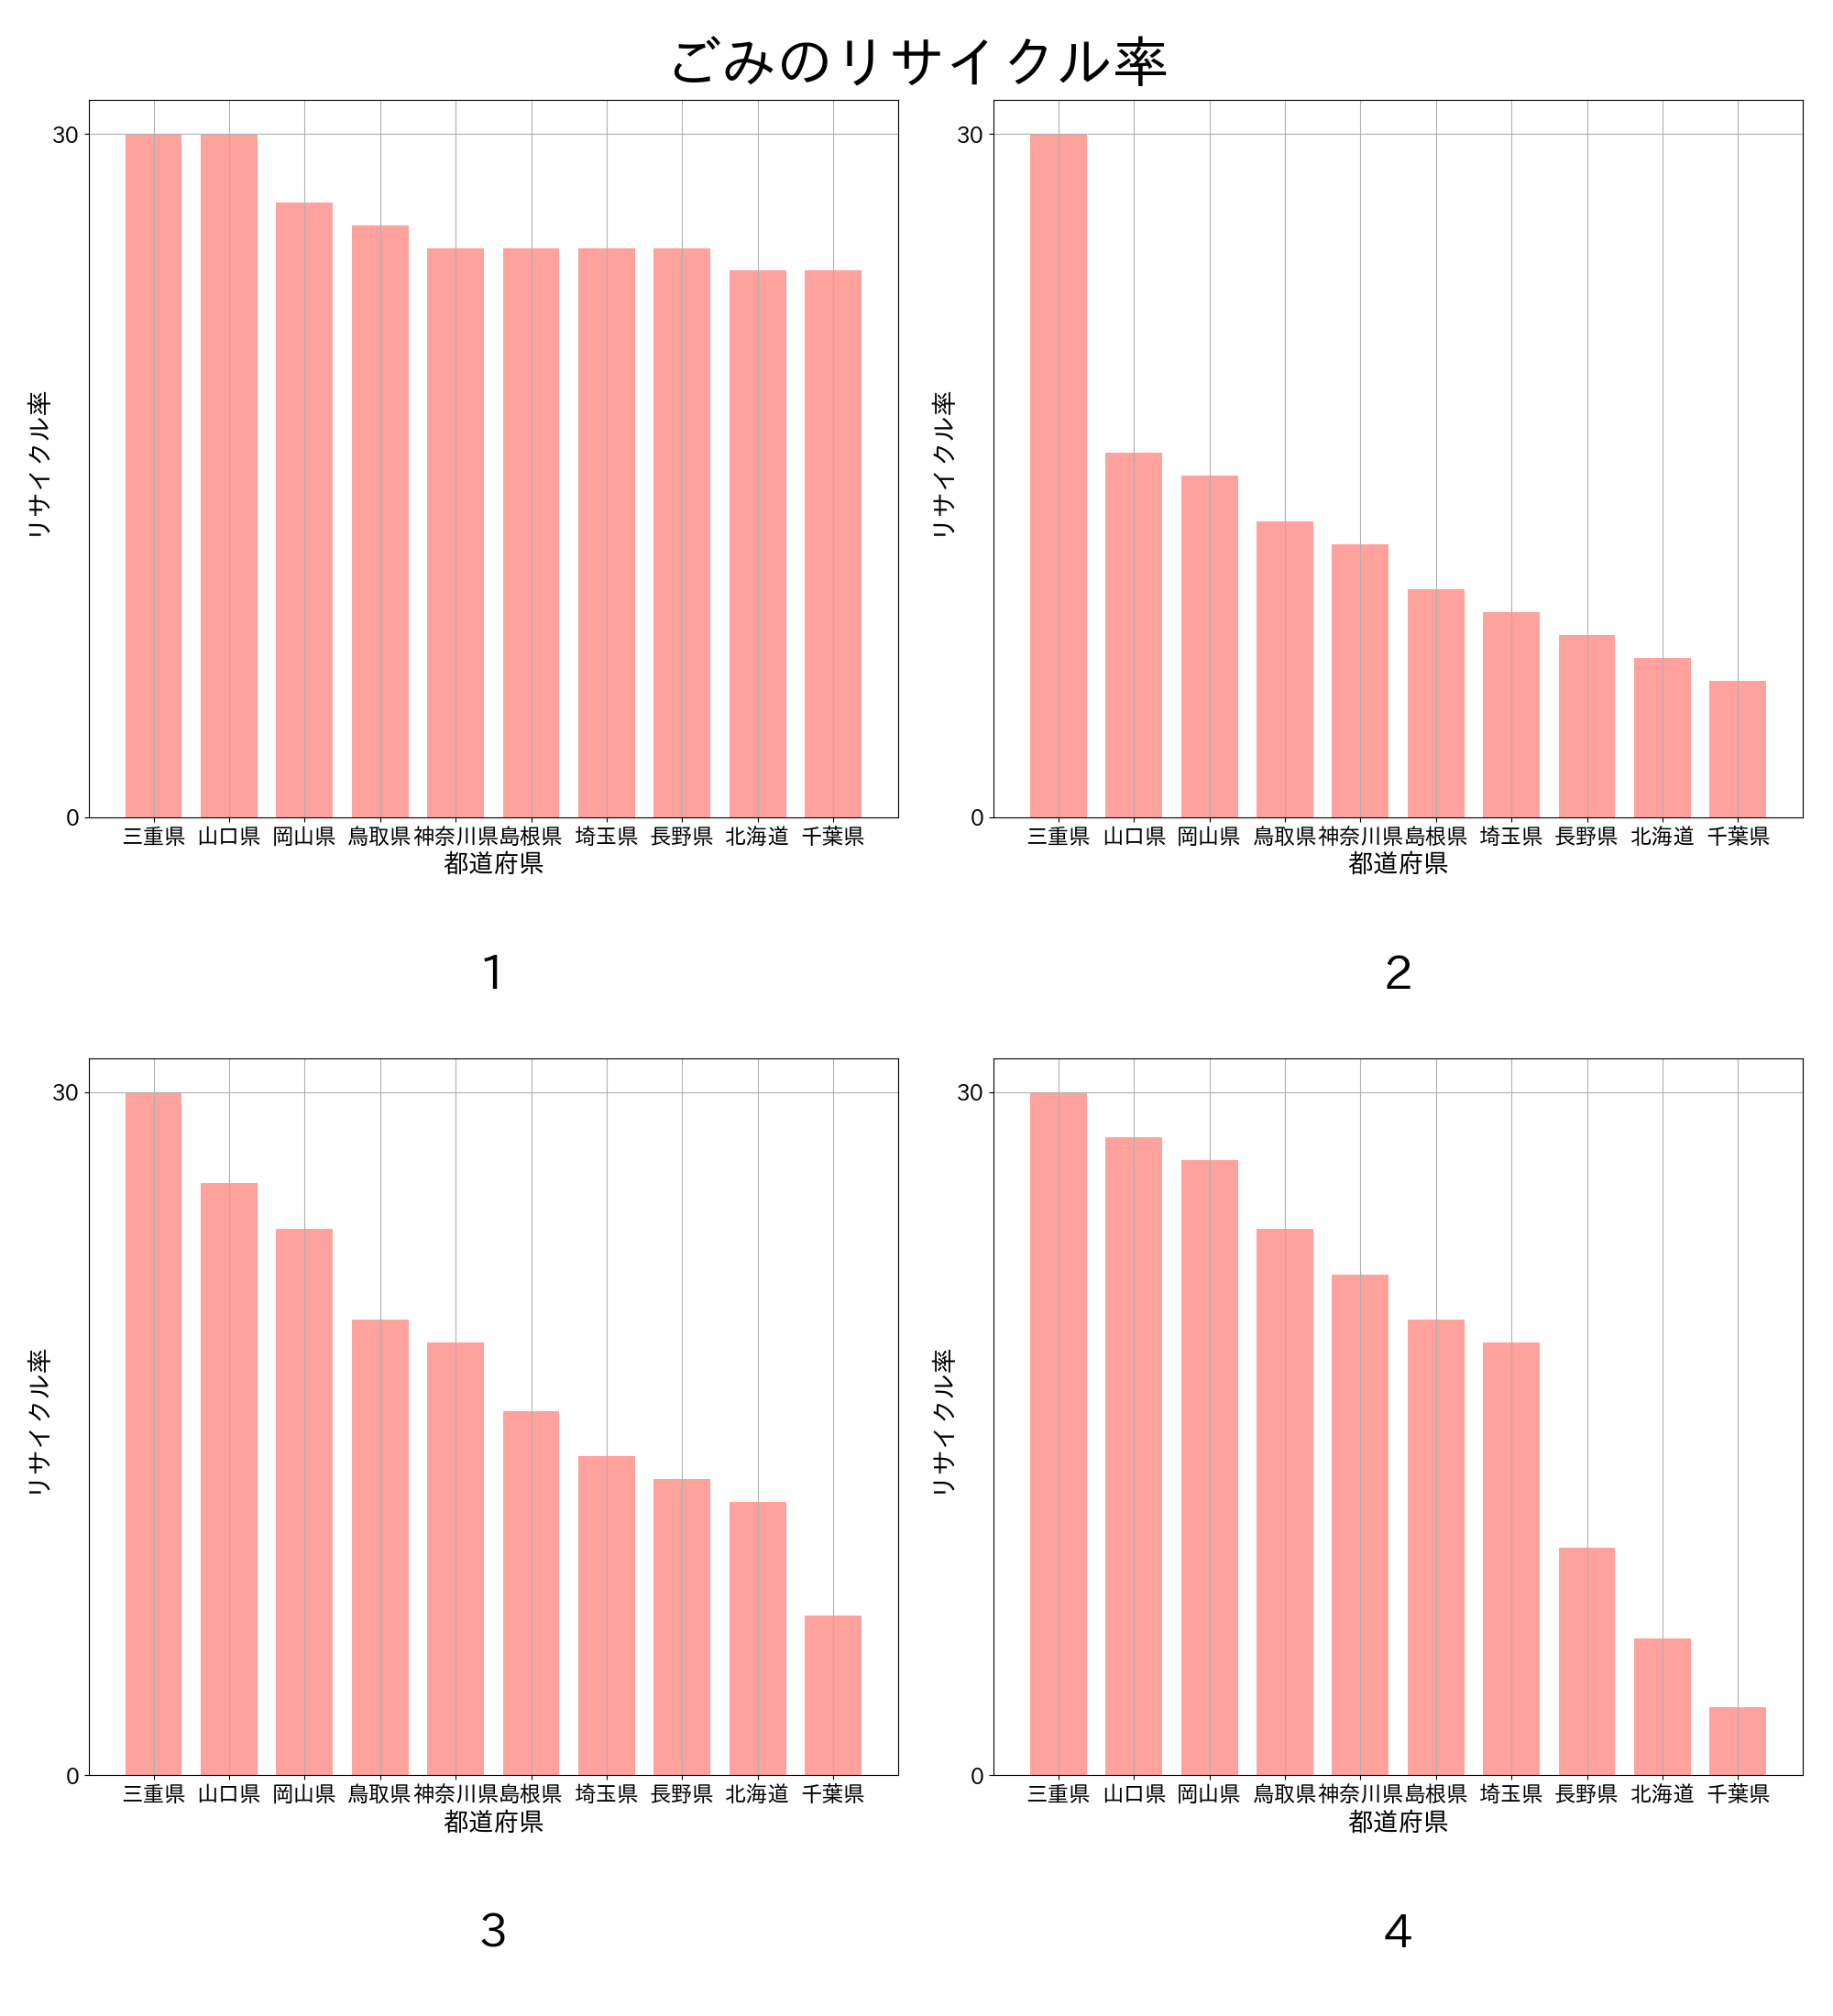 ごみのリサイクル率
30
0
リサイクル率
三重県 山口県 岡山県 鳥取県 神奈川県 島根県 埼玉県 長野県 北海道 千葉県
都道府県
1
30
0
リサイクル率
三重県 山口県 岡山県 鳥取県 神奈川県 島根県 埼玉県 長野県 北海道 千葉県
都道府県
2
30
0
リサイクル率
三重県 山口県 岡山県 鳥取県 神奈川県 島根県 埼玉県 長野県 北海道 千葉県
都道府県
3
30
0
リサイクル率
三重県 山口県 岡山県 鳥取県 神奈川県 島根県 埼玉県 長野県 北海道 千葉県
都道府県
4